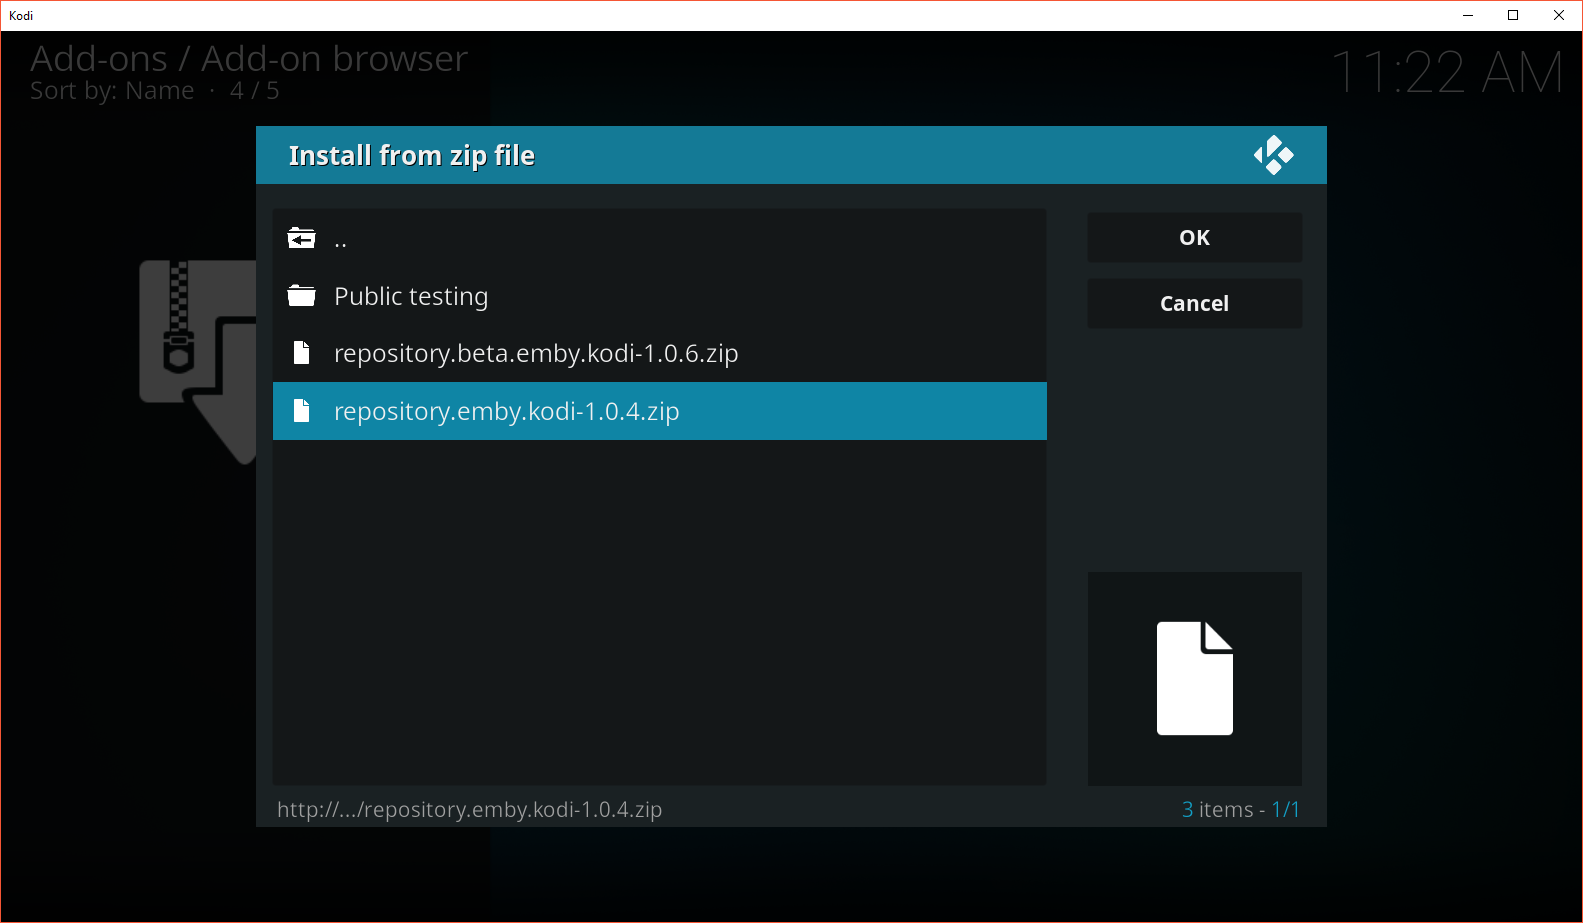 Kodi
Add-ons / Add-on browser
Sort by: Name · 4 / 5
11:22 AM
Install from zip file
..
Public testing
repository.beta.emby.kodi-1.0.6.zip
repository.emby.kodi-1.0.4.zip
OK
Cancel
http://.../repository.emby.kodi-1.0.4.zip
3 items - 1/1